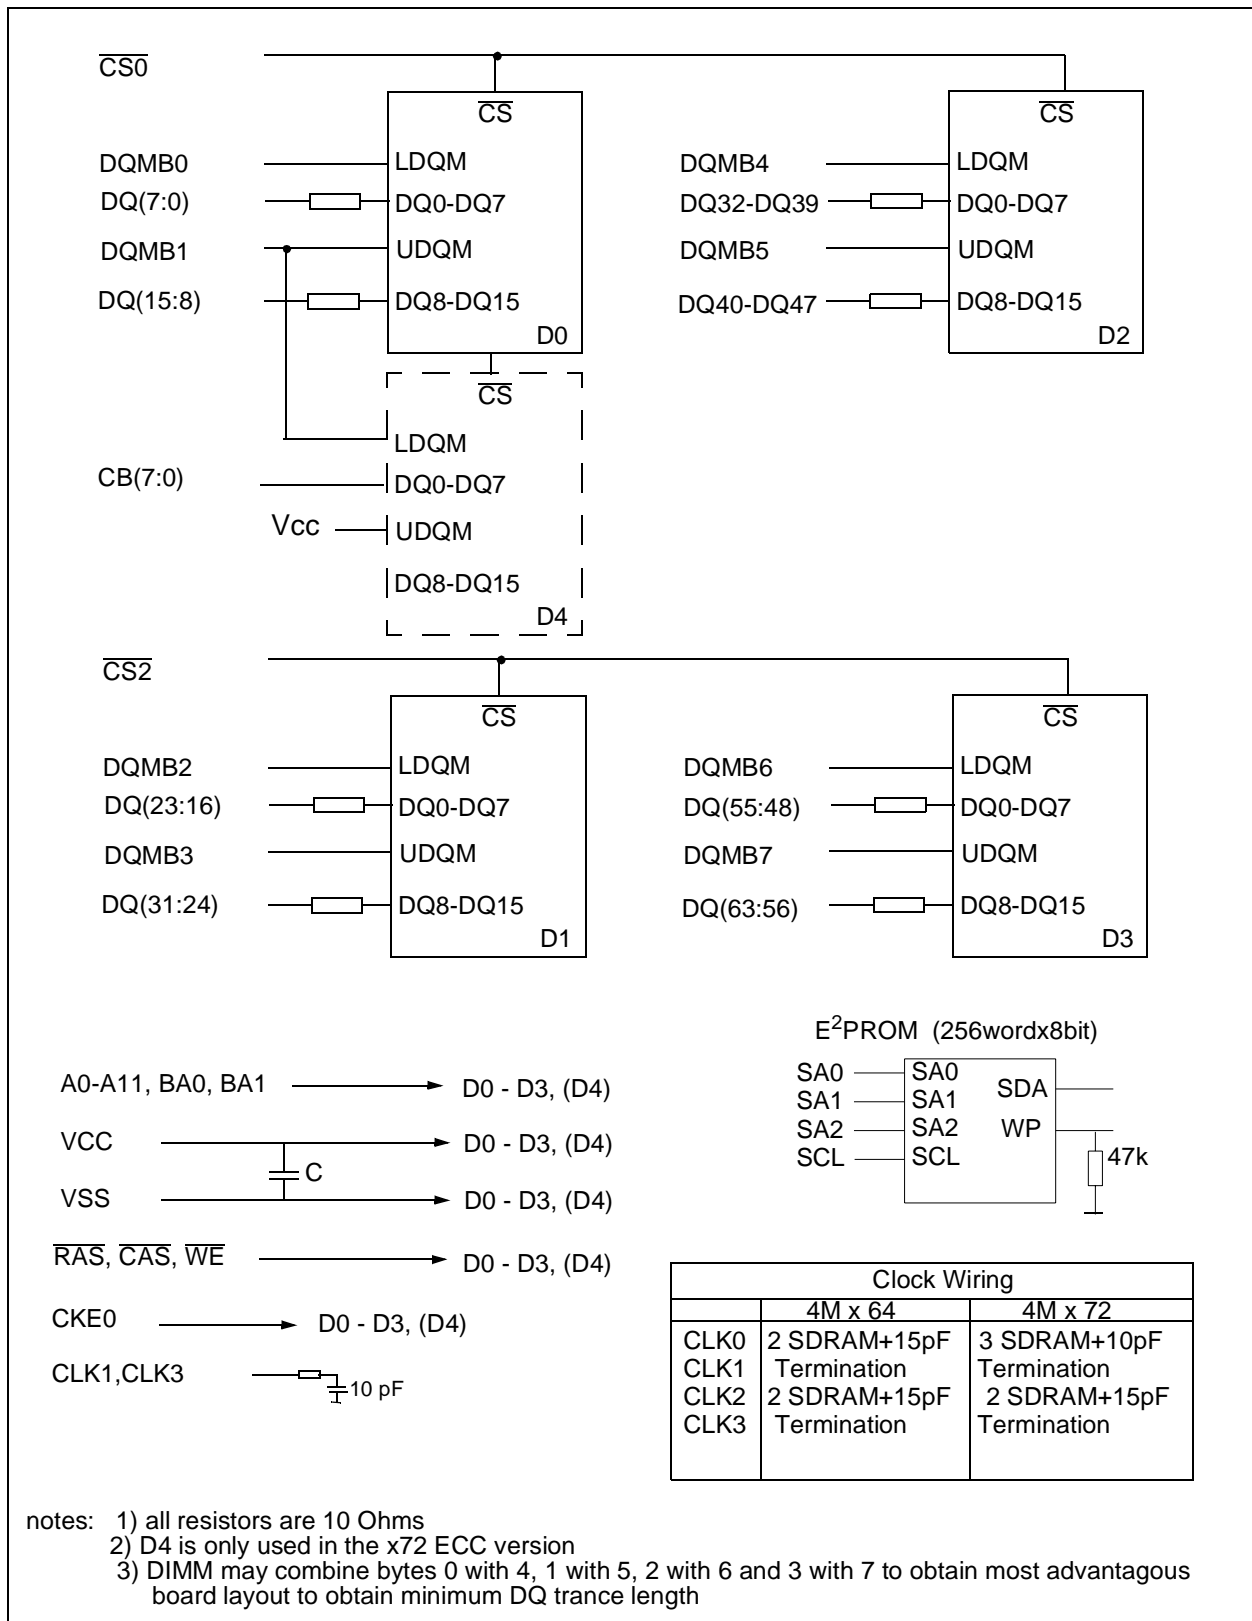 CS0
CS
DQMB0
LDQM
DQ(7:0)
DQ0-DQ7
DQMB1
UDQM
DQ(15:8)
DQ8-DQ15
D0
CS
DQMB4
LDQM
DQ32-DQ39
DQ0-DQ7
DQMB5
UDQM
DQ40-DQ47
DQ8-DQ15
D2
CS
LDQM
CB(7:0)
DQ0-DQ7
Vcc
UDQM
DQ8-DQ15
D4
CS2
CS
DQMB2
LDQM
DQ(23:16)
DQ0-DQ7
DQMB3
UDQM
DQ(31:24)
DQ8-DQ15
D1
CS
DQMB6
LDQM
DQ(55:48)
DQ0-DQ7
DQMB7
UDQM
DQ(63:56)
DQ8-DQ15
D3
A0-A11, BA0, BA1 D0 - D3, (D4)
VCC D0 - D3, (D4)
C
VSS D0 - D3, (D4)
RAS, CAS, WE D0 - D3, (D4)
CKE0 D0 - D3, (D4)
CLK1,CLK3 10 pF
E²PROM (256wordx8bit)
SA0 SA0
SDA
SA1 SA1
SA2 SA2 WP
SCL SCL 47k
Clock Wiring
4M x 64 4M x 72
CLK0 2 SDRAM+15pF 3 SDRAM+10pF
CLK1 Termination Termination
CLK2 2 SDRAM+15pF 2 SDRAM+15pF
CLK3 Termination Termination
notes: 1) all resistors are 10 Ohms
2) D4 is only used in the x72 ECC version
3) DIMM may combine bytes 0 with 4, 1 with 5, 2 with 6 and 3 with 7 to obtain most advantagous
board layout to obtain minimum DQ trance length